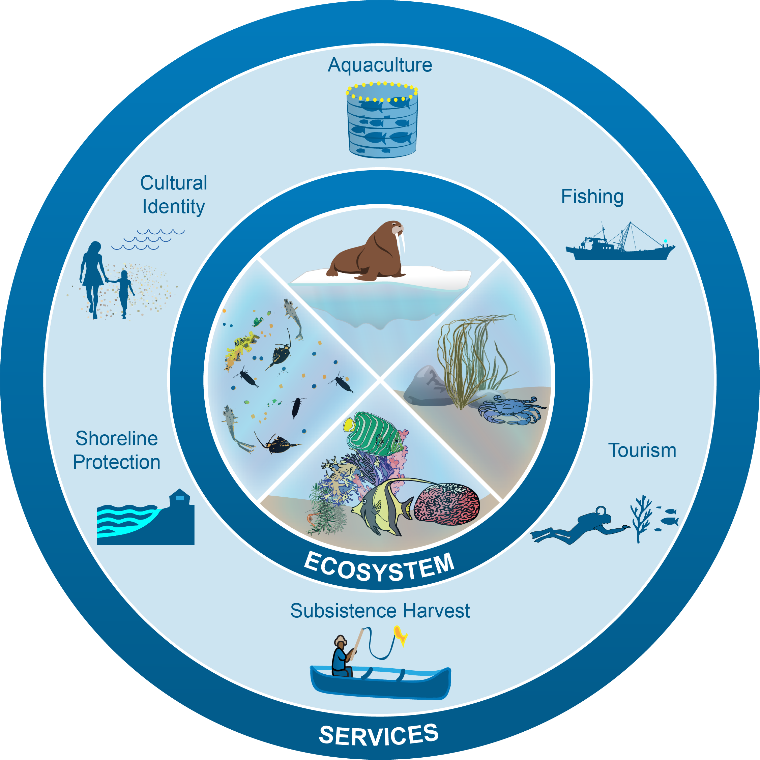 Aquaculture
Cultural
Identity
Fishing
Shoreline
Protection
Tourism
ECOSYSTEM
Subsistence Harvest
SERVICES